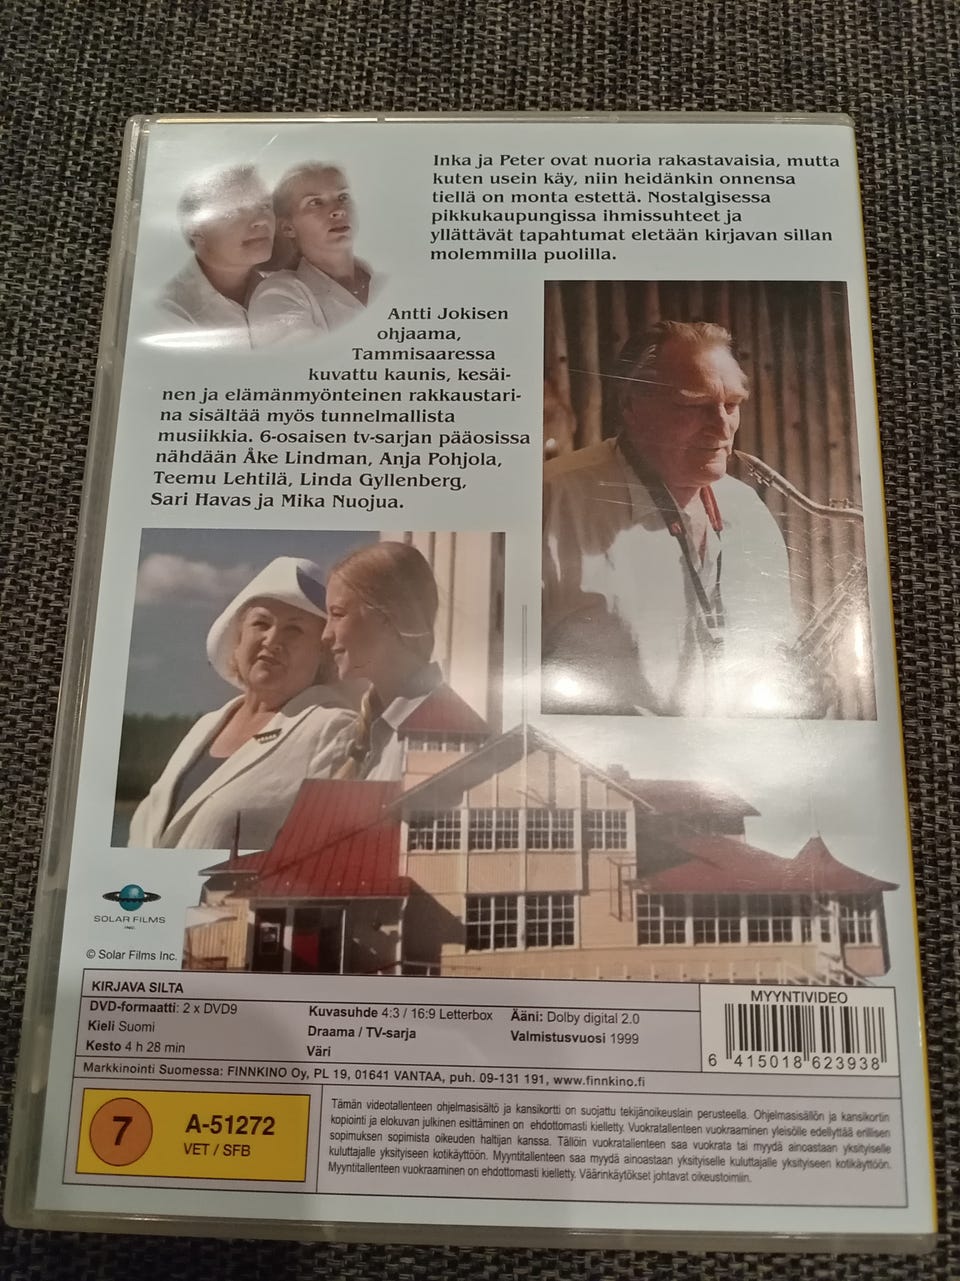 Inka ja Peter ovat nuoria rakastavaisia, mutta
kuten usein käy, niin heidänkin onnensa
tiellä on monta estettä. Nostalgisessa
pikkukaupungissa ihmissuhteet ja
yllättävät tapahtumat eletään kirjavan sillan
molemmilla puolilla.
Antti Jokisen
ohjaama,
Tammisaaressa
kuvattu kaunis, kesäi-
nen ja elämänmyönteinen rakkaustari-
na sisältää myös tunnelmallista
musiikkia. 6-osaisen tv-sarjan pääosissa
nähdään Åke Lindman, Anja Pohjola,
Teemu Lehtilä, Linda Gyllenberg,
Sari Havas ja Mika Nuojua.
SOLAR FILMS
INC.
© Solar Films Inc.
KIRJAVA SILTA
DVD-formaatti: 2 x DVD9
Kieli Suomi
Kesto 4 h 28 min
Kuvasuhde 4:3 / 16:9 Letterbox
Draama / TV-sarja
Väri
Ääni: Dolby digital 2.0
Valmistusvuosi 1999
MYYNTIVIDEO
6 415018 623938
Markkinointi Suomessa: FINNKINO Oy, PL 19, 01641 VANTAA, puh. 09-131 191, www.finnkino.fi
7
A-51272
VET / SFB
Tämän videotallenteen ohjelmasisältö ja kansikortti on suojattu tekijänoikeuslain perusteella. Ohjelmasisällön ja kansikortin
kopiointi ja elokuvan julkinen esittäminen on ehdottomasti kielletty. Vuokratallenteen vuokraaminen yleisölle edellyttää erillisen
sopimuksen sopimista oikeuden haltijan kanssa. Tällöin vuokratallenteen saa vuokrata tai myydä ainoastaan yksityiselle
kuluttajalle yksityiseen kotikäyttöön. Myyntitallenteen saa myydä ainoastaan yksityiselle kuluttajalle yksityiseen kotikäyttöön.
Myyntitallenteen vuokraaminen on ehdottomasti kielletty. Väärinkäytökset johtavat oikeustoimiin.